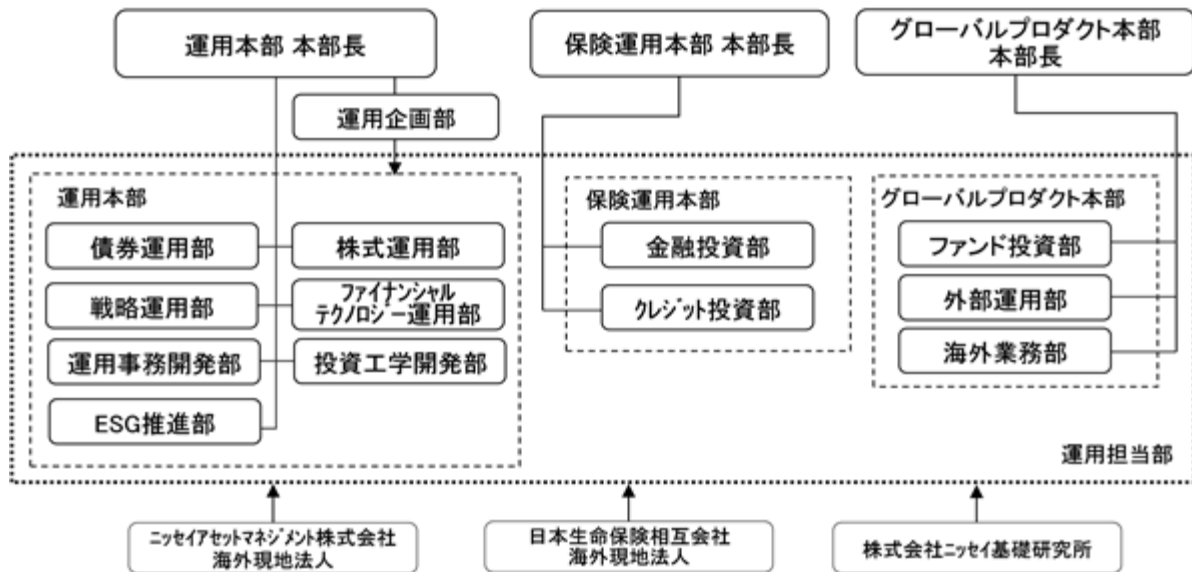 運用本部 本部長
保険運用本部 本部長
グローバルプロダクト本部
本部長
運用企画部
運用本部
債券運用部
株式運用部
戦略運用部
ファイナンシャル
テクノロジー運用部
運用事務開発部
投資工学開発部
ESG推進部
保険運用本部
金融投資部
クレジット投資部
グローバルプロダクト本部
ファンド投資部
外部運用部
海外業務部
運用担当部
ニッセイアセットマネジメント株式会社
海外現地法人
日本生命保険相互会社
海外現地法人
株式会社ニッセイ基礎研究所